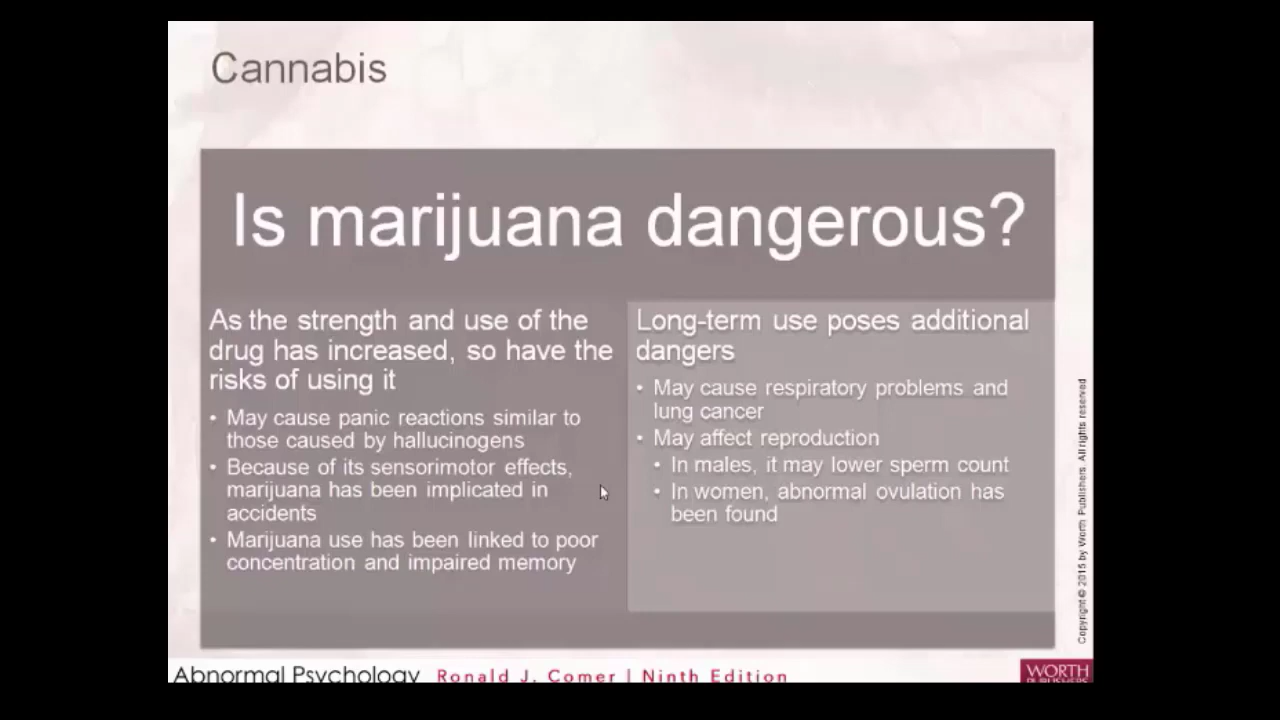 Cannabis
Is marijuana dangerous?
As the strength and use of the
drug has increased, so have the
risks of using it
• May cause panic reactions similar to
those caused by hallucinogens
• Because of its sensorimotor effects,
marijuana has been implicated in
accidents
• Marijuana use has been linked to poor
concentration and impaired memory
Long-term use poses additional
dangers
• May cause respiratory problems and
lung cancer
• May affect reproduction
• In males, it may lower sperm count
• In women, abnormal ovulation has
been found
Copyright © 2015 by Worth Publishers. All rights reserved
Abnormal Psychology Ronald J. Comer | Ninth Edition
WORTH
PUBLISHERS